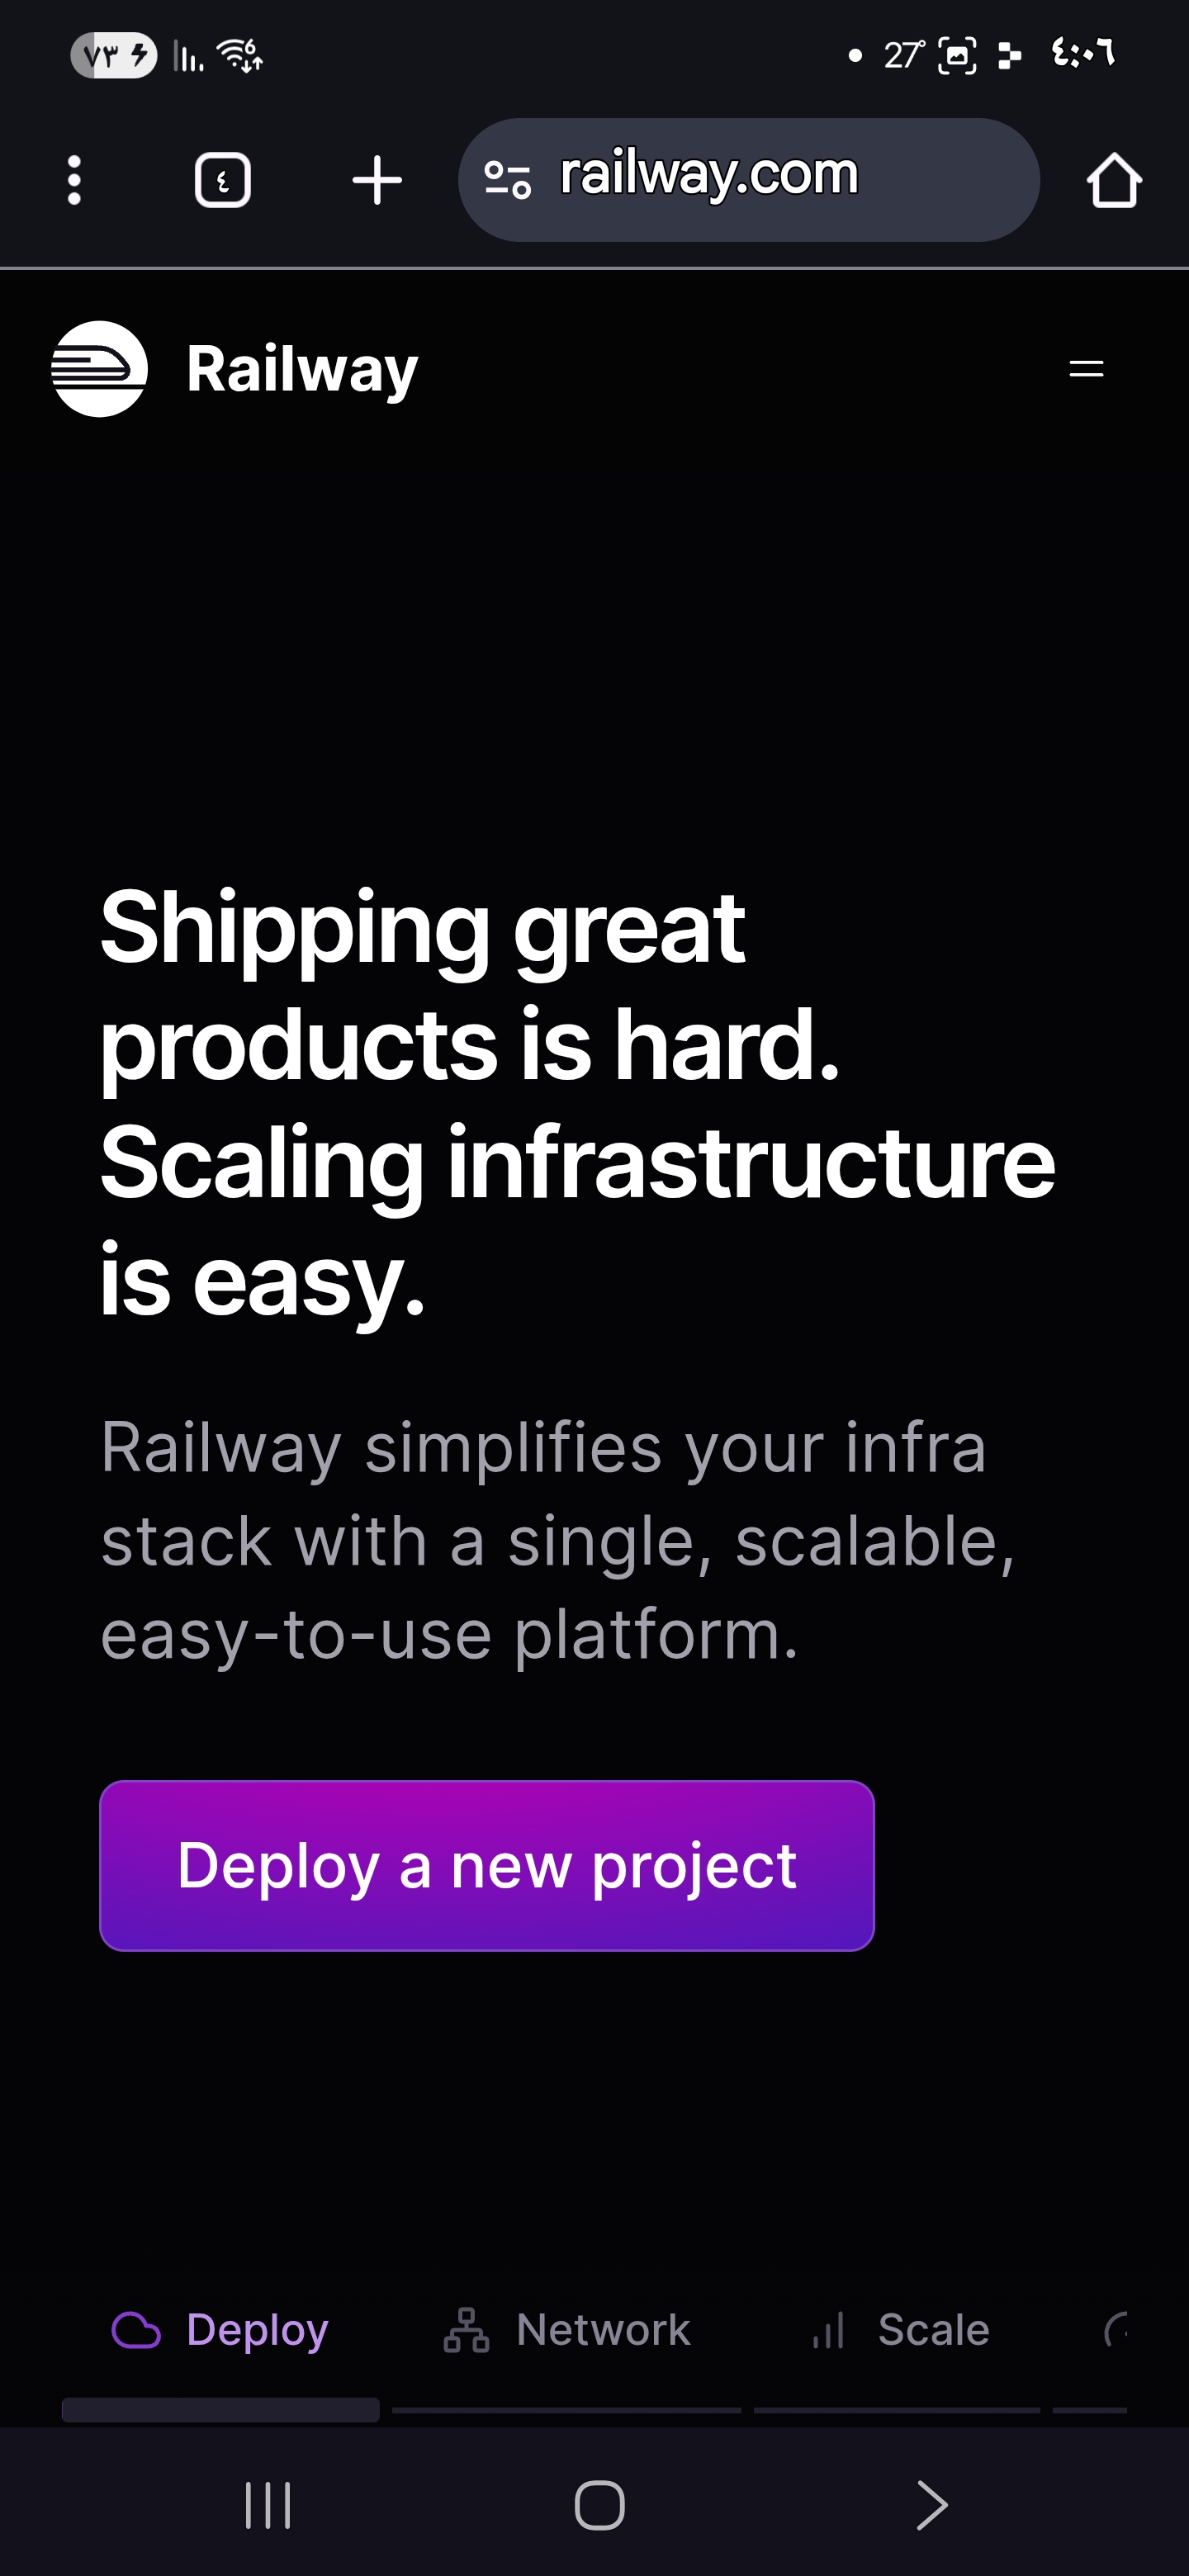 ٧٣
6
27°
٤:٠٦
٤
railway.com
Railway
Shipping great
products is hard.
Scaling infrastructure
is easy.
Railway simplifies your infra
stack with a single, scalable,
easy-to-use platform.
Deploy a new project
Deploy
Network
Scale